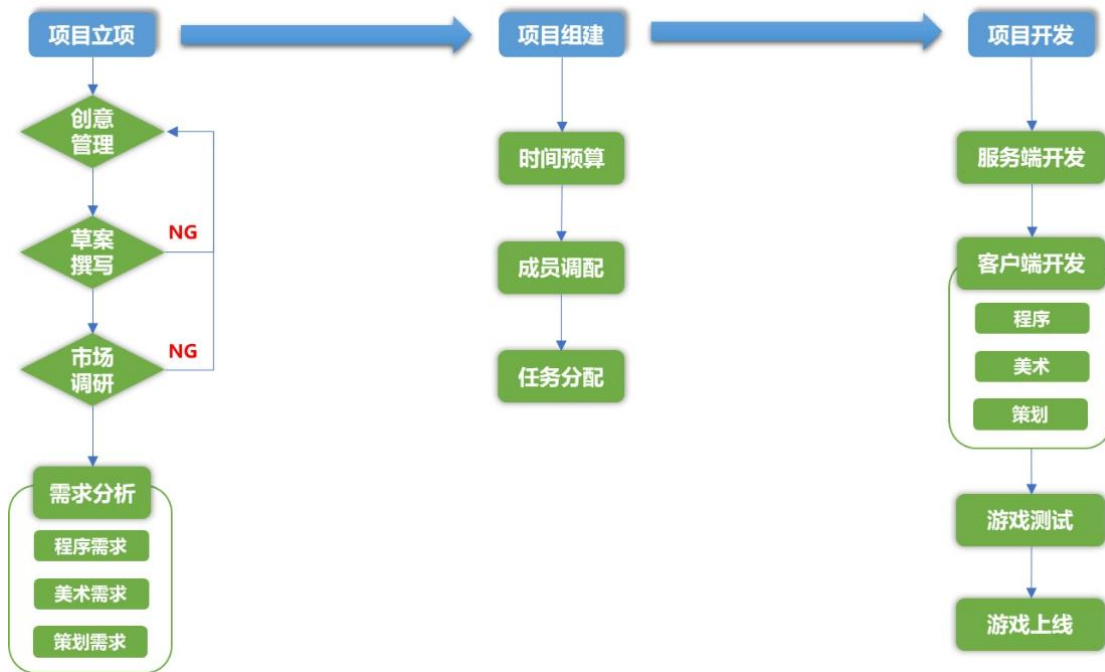 项目立项
项目组建
项目开发
创意
管理
草案
撰写
NG
市场
调研
NG
需求分析
程序需求
美术需求
策划需求
时间预算
成员调配
任务分配
服务端开发
客户端开发
程序
美术
策划
游戏测试
游戏上线